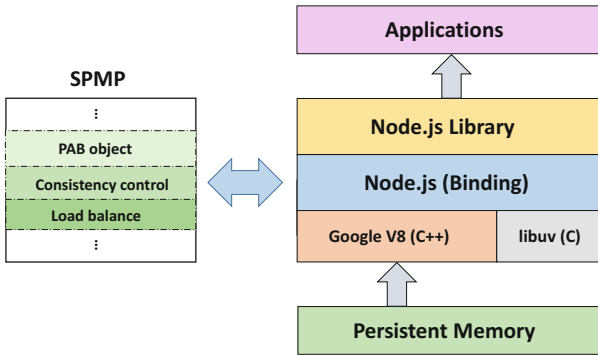 Applications
SPMP
⋮
PAB object
Consistency control
Load balance
⋮
Node.js Library
Node.js (Binding)
Google V8 (C++)
libuv (C)
Persistent Memory